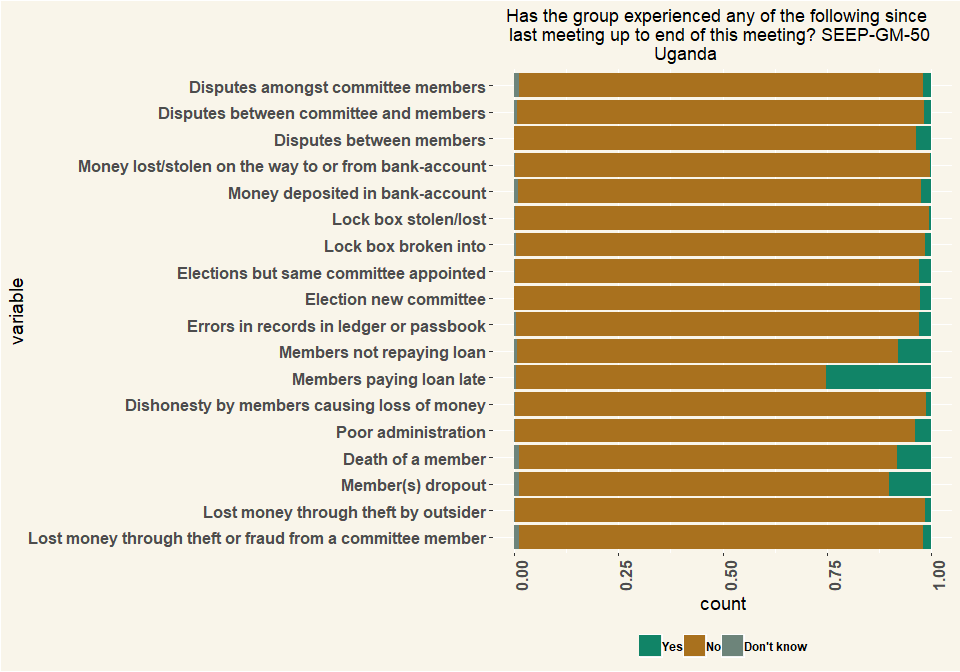 Has the group experienced any of the following since
last meeting up to end of this meeting? SEEP-GM-50
Uganda
Disputes amongst committee members
Disputes between committee and members
Disputes between members
Money lost/stolen on the way to or from bank-account
Money deposited in bank-account
Lock box stolen/lost
Lock box broken into
Elections but same committee appointed
Election new committee
Errors in records in ledger or passbook
Members not repaying loan
Members paying loan late
Dishonesty by members causing loss of money
Poor administration
Death of a member
Member(s) dropout
Lost money through theft by outsider
Lost money through theft or fraud from a committee member
variable
0.00
0.25
0.50
0.75
1.00
count
Yes No Don't know